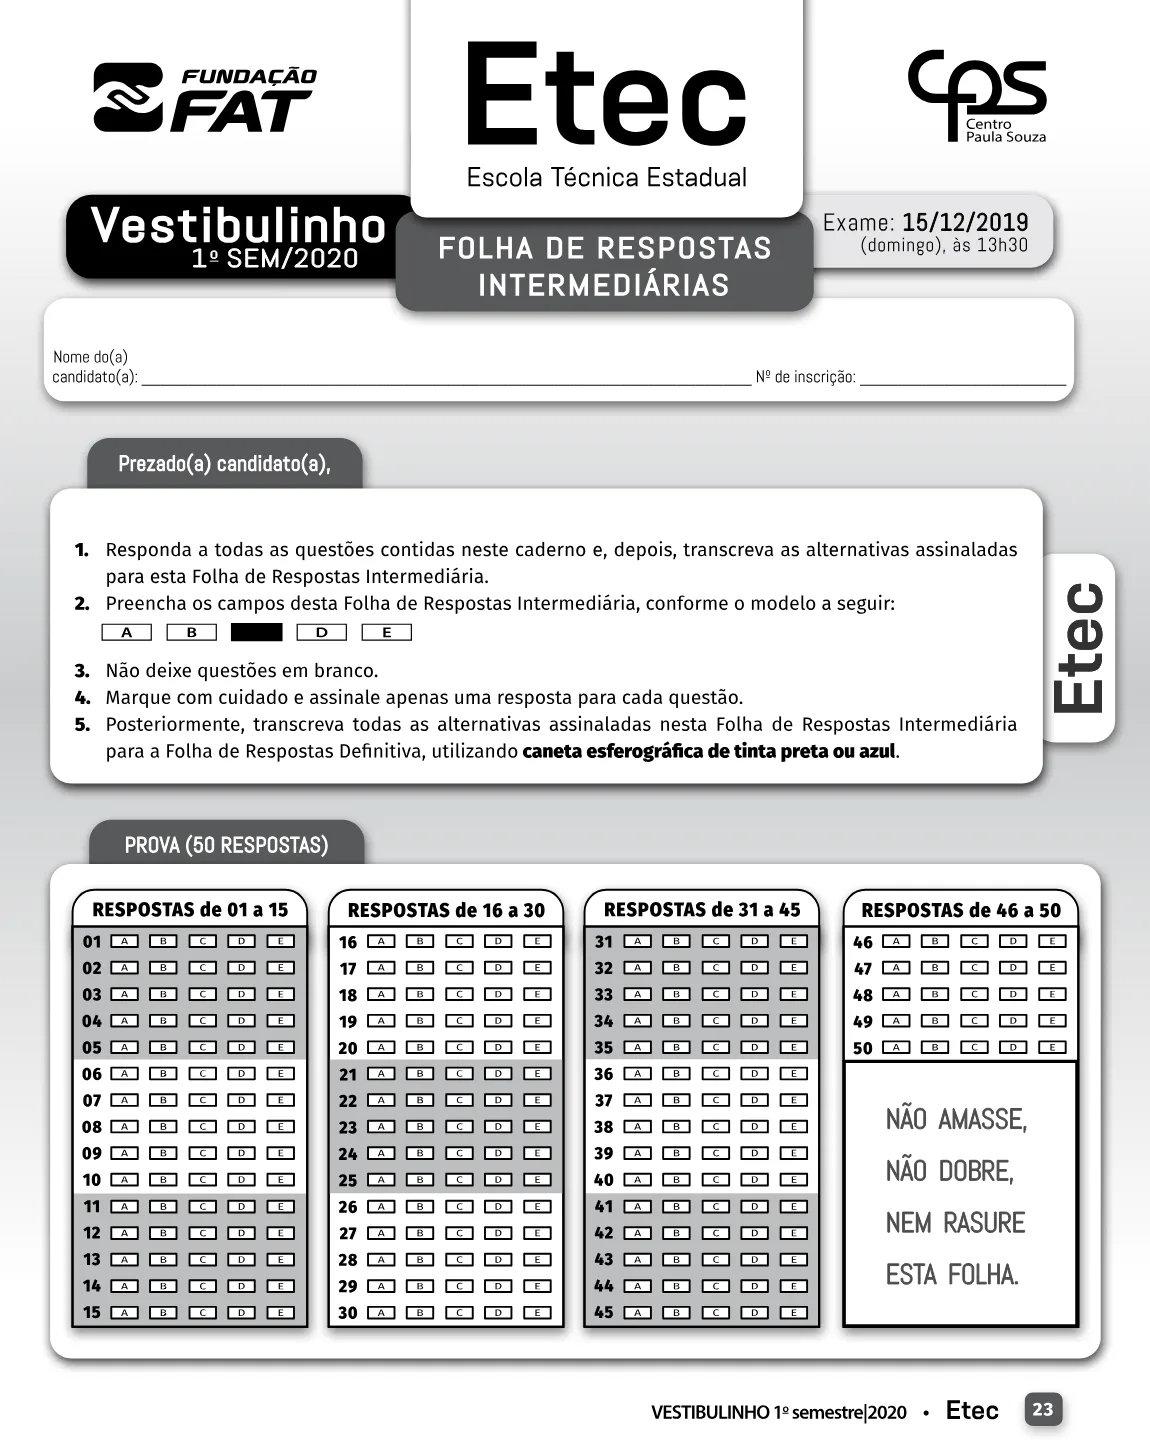 FUNDAÇÃO
FAT
Etec
Escola Técnica Estadual
cps
Centro
Paula Souza
Vestibulinho
1º SEM/2020
FOLHA DE RESPOSTAS
INTERMEDIÁRIAS
Exame: 15/12/2019
(domingo), às 13h30
Nome do(a)
candidato(a): Nº de inscrição:
Prezado(a) candidato(a),
1. Responda a todas as questões contidas neste caderno e, depois, transcreva as alternativas assinaladas
para esta Folha de Respostas Intermediária.
2. Preencha os campos desta Folha de Respostas Intermediária, conforme o modelo a seguir:
A B D E
3. Não deixe questões em branco.
4. Marque com cuidado e assinale apenas uma resposta para cada questão.
5. Posteriormente, transcreva todas as alternativas assinaladas nesta Folha de Respostas Intermediária
para a Folha de Respostas Definitiva, utilizando caneta esferográfica de tinta preta ou azul.
Etec
PROVA (50 RESPOSTAS)
RESPOSTAS de 01 a 15
01 A B C D E
02 A B C D E
03 A B C D E
04 A B C D E
05 A B C D E
06 A B C D E
07 A B C D E
08 A B C D E
09 A B C D E
10 A B C D E
11 A B C D E
12 A B C D E
13 A B C D E
14 A B C D E
15 A B C D E
RESPOSTAS de 16 a 30
16 A B C D E
17 A B C D E
18 A B C D E
19 A B C D E
20 A B C D E
21 A B C D E
22 A B C D E
23 A B C D E
24 A B C D E
25 A B C D E
26 A B C D E
27 A B C D E
28 A B C D E
29 A B C D E
30 A B C D E
RESPOSTAS de 31 a 45
31 A B C D E
32 A B C D E
33 A B C D E
34 A B C D E
35 A B C D E
36 A B C D E
37 A B C D E
38 A B C D E
39 A B C D E
40 A B C D E
41 A B C D E
42 A B C D E
43 A B C D E
44 A B C D E
45 A B C D E
RESPOSTAS de 46 a 50
46 A B C D E
47 A B C D E
48 A B C D E
49 A B C D E
50 A B C D E
NÃO AMASSE,
NÃO DOBRE,
NEM RASURE
ESTA FOLHA.
VESTIBULINHO 1º semestre|2020 • Etec 23